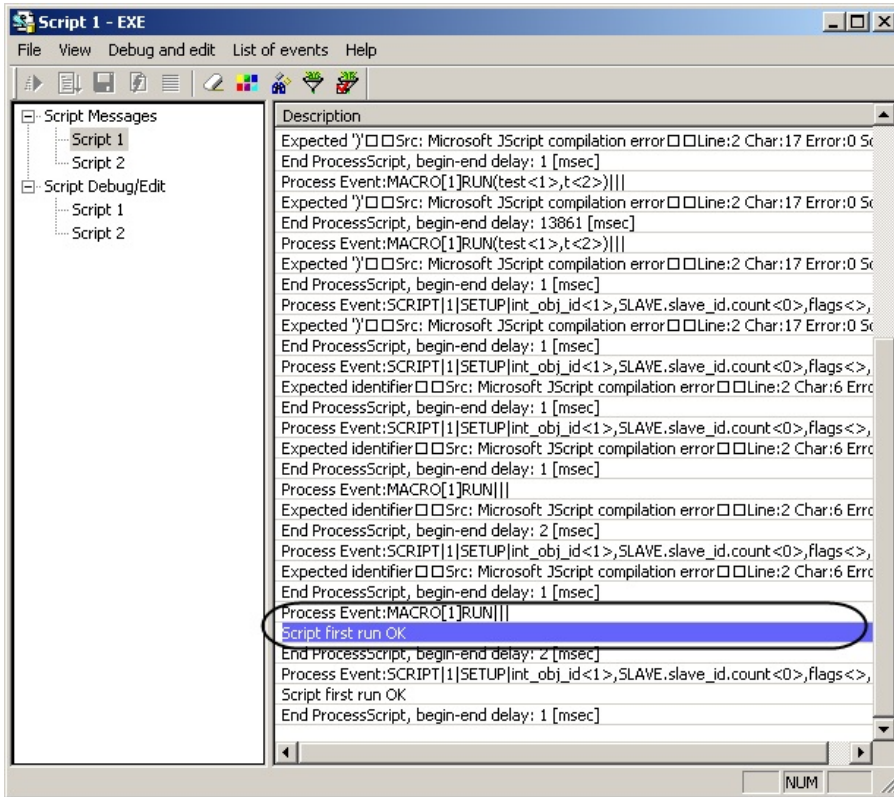 Script 1 - EXE
File View Debug and edit List of events Help
Script Messages
Script 1
Script 2
Script Debug/Edit
Script 1
Script 2
Description
Expected ')'□□Src: Microsoft JScript compilation error□□Line:2 Char:17 Error:0 Sc
End ProcessScript, begin-end delay: 1 [msec]
Process Event:MACRO[1]RUN(test<1>,t<2>)|||
Expected ')'□□Src: Microsoft JScript compilation error□□Line:2 Char:17 Error:0 Sc
End ProcessScript, begin-end delay: 13861 [msec]
Process Event:MACRO[1]RUN(test<1>,t<2>)|||
Expected ')'□□Src: Microsoft JScript compilation error□□Line:2 Char:17 Error:0 Sc
End ProcessScript, begin-end delay: 1 [msec]
Process Event:SCRIPT|1|SETUP|int_obj_id<1>,SLAVE.slave_id.count<0>,flags<>,
Expected ')'□□Src: Microsoft JScript compilation error□□Line:2 Char:17 Error:0 Sc
End ProcessScript, begin-end delay: 1 [msec]
Process Event:SCRIPT|1|SETUP|int_obj_id<1>,SLAVE.slave_id.count<0>,flags<>,
Expected identifier□□Src: Microsoft JScript compilation error□□Line:2 Char:6 Erro
End ProcessScript, begin-end delay: 1 [msec]
Process Event:SCRIPT|1|SETUP|int_obj_id<1>,SLAVE.slave_id.count<0>,flags<>,
Expected identifier□□Src: Microsoft JScript compilation error□□Line:2 Char:6 Erro
End ProcessScript, begin-end delay: 1 [msec]
Process Event:MACRO[1]RUN|||
Expected identifier□□Src: Microsoft JScript compilation error□□Line:2 Char:6 Erro
End ProcessScript, begin-end delay: 2 [msec]
Process Event:SCRIPT|1|SETUP|int_obj_id<1>,SLAVE.slave_id.count<0>,flags<>,
Expected identifier□□Src: Microsoft JScript compilation error□□Line:2 Char:6 Erro
End ProcessScript, begin-end delay: 1 [msec]
Process Event:MACRO[1]RUN|||
Script first run OK
End ProcessScript, begin-end delay: 2 [msec]
Process Event:SCRIPT|1|SETUP|int_obj_id<1>,SLAVE.slave_id.count<0>,flags<>,
Script first run OK
End ProcessScript, begin-end delay: 1 [msec]
NUM